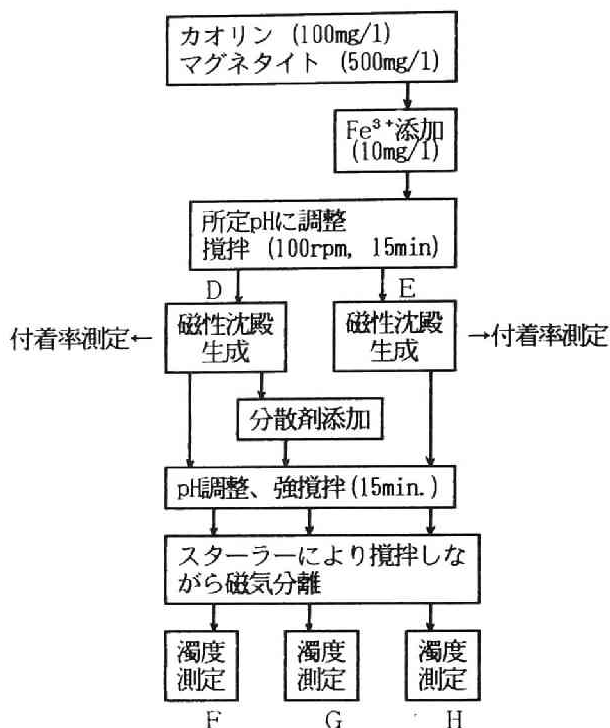 カオリン (100mg/l)
マグネタイト (500mg/l)
Fe³⁺添加
(10mg/l)
所定pHに調整
攪拌 (100rpm, 15min)
D
E
付着率測定←
磁性沈殿
生成
磁性沈殿
生成
→付着率測定
分散剤添加
pH調整、強攪拌(15min.)
スターラーにより攪拌しな
がら磁気分離
濁度
測定
濁度
測定
濁度
測定
F
G
H